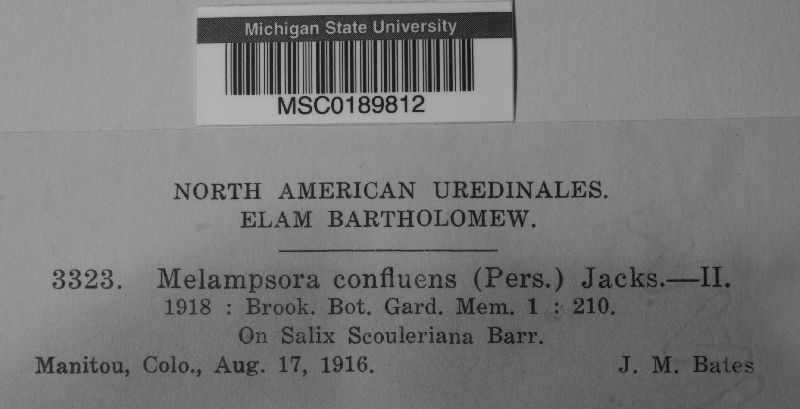 Michigan State University
MSC0189812
NORTH AMERICAN UREDINALES.
ELAM BARTHOLOMEW.
3323. Melampsora confluens (Pers.) Jacks.—II.
1918 : Brook. Bot. Gard. Mem. 1 : 210.
On Salix Scouleriana Barr.
Manitou, Colo., Aug. 17, 1916. J. M. Bates